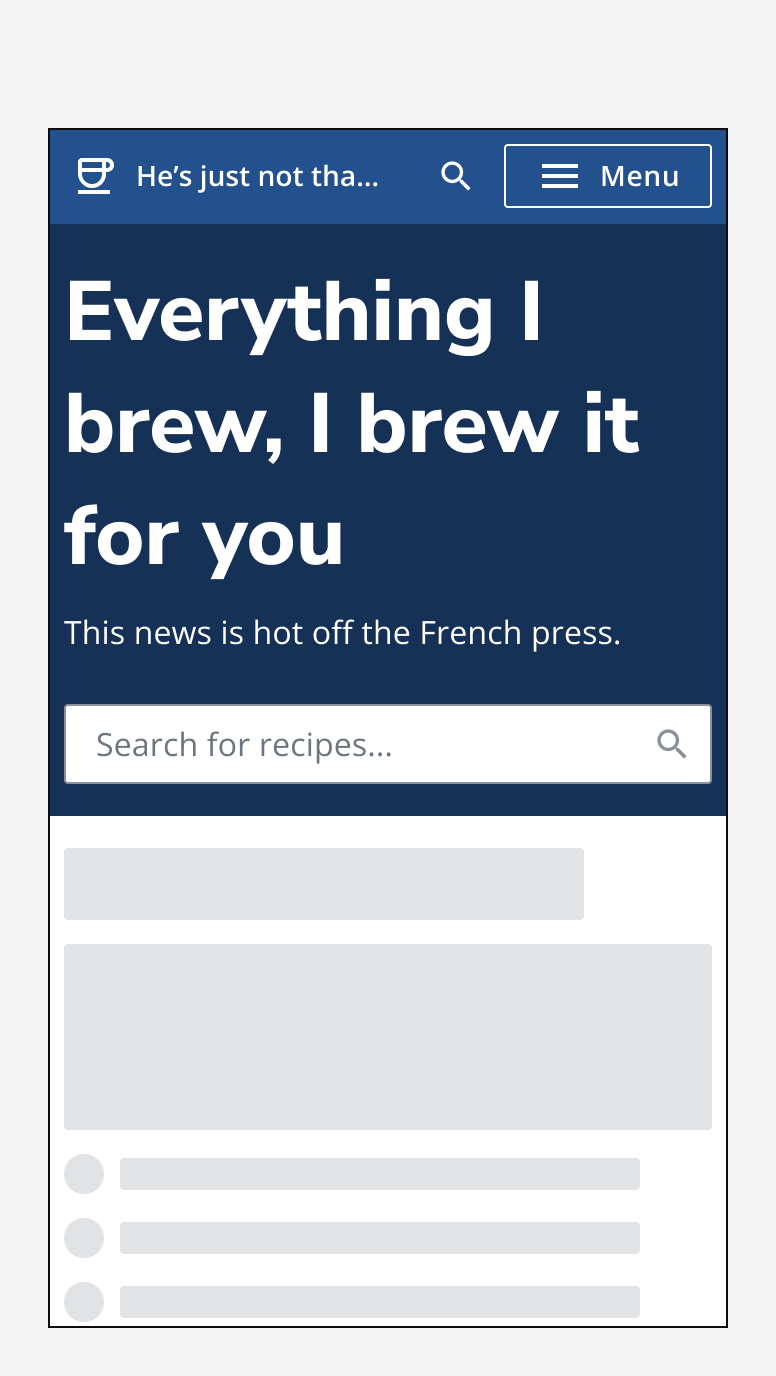 He’s just not tha...
Menu
Everything I
brew, I brew it
for you
This news is hot off the French press.
Search for recipes...